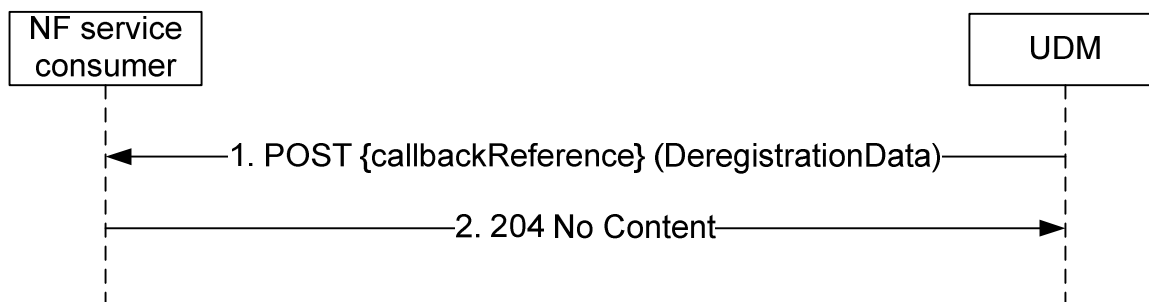 NF service
consumer
UDM
1. POST {callbackReference} (DeregistrationData)
2. 204 No Content